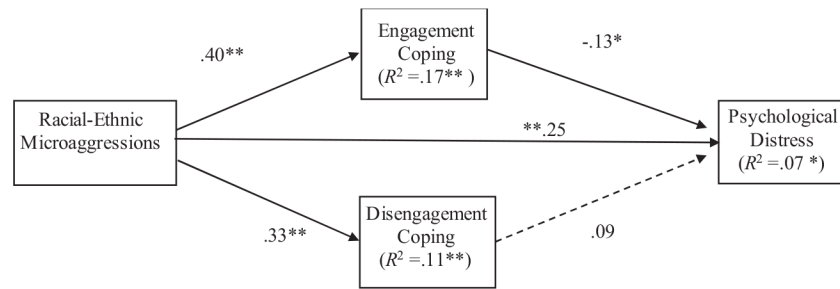 Engagement
Coping
(R² =.17** )
.40**
-.13*
Racial-Ethnic
Microaggressions
**.25
Psychological
Distress
(R² =.07 *)
Disengagement
Coping
(R² =.11**)
.33**
.09